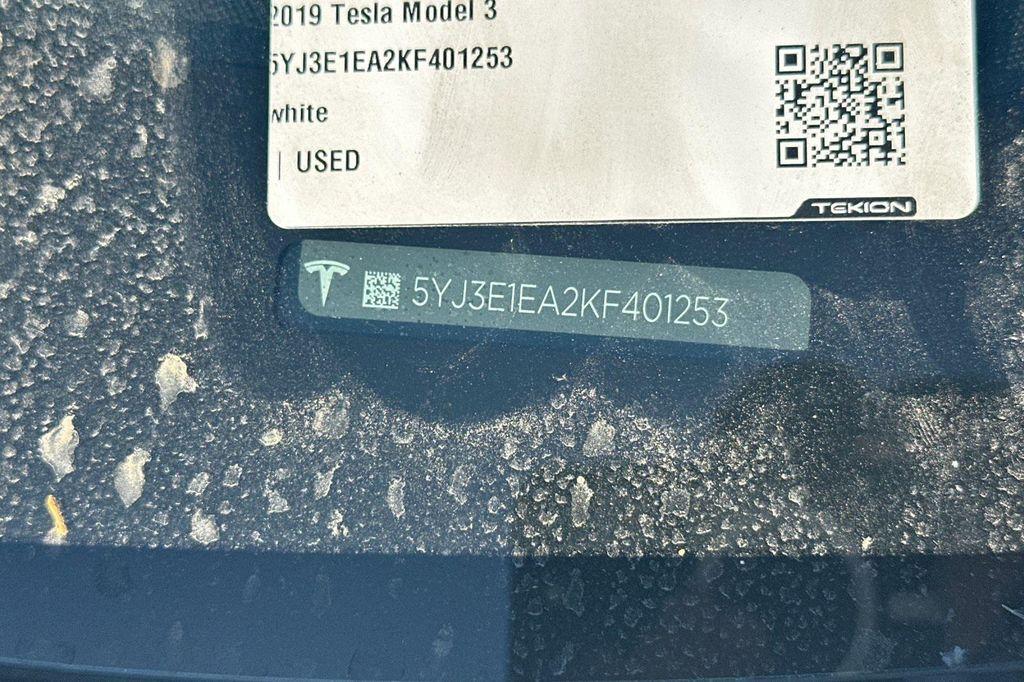 2019 Tesla Model 3
5YJ3E1EA2KF401253
white
| USED
TEKION
5YJ3E1EA2KF401253